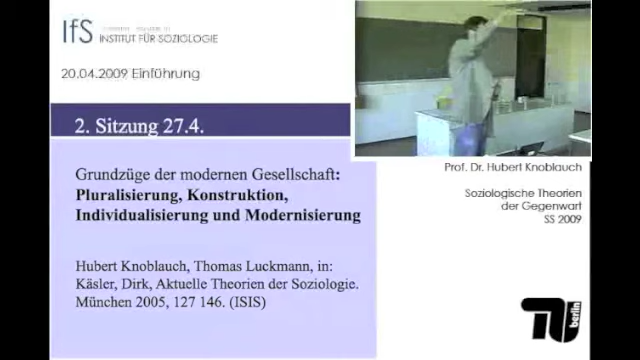 IfS INSTITUT FÜR SOZIOLOGIE
20.04.2009 Einführung
2. Sitzung 27.4.
Grundzüge der modernen Gesellschaft:
Pluralisierung, Konstruktion,
Individualisierung und Modernisierung
Hubert Knoblauch, Thomas Luckmann, in:
Käsler, Dirk, Aktuelle Theorien der Soziologie.
München 2005, 127 146. (ISIS)
Prof. Dr. Hubert Knoblauch
Soziologische Theorien
der Gegenwart
SS 2009
berlin